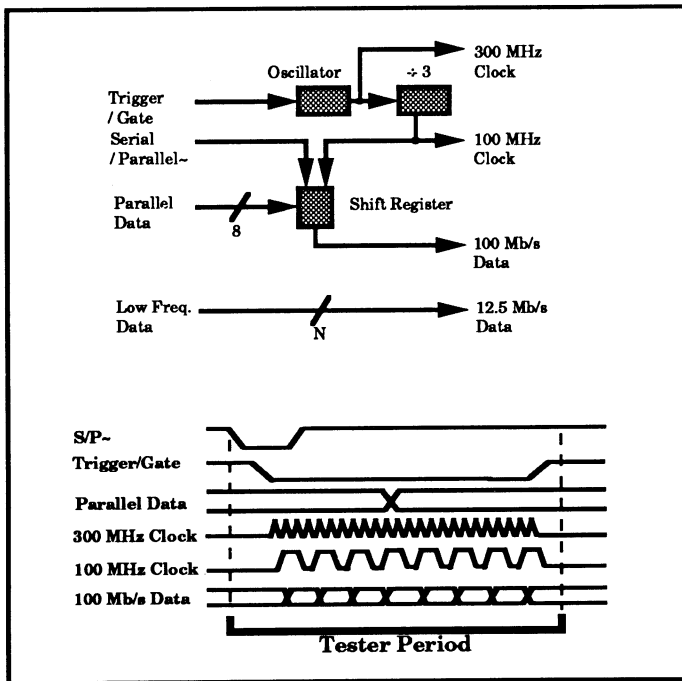 300 MHz
Clock
Oscillator
÷ 3
Trigger
/ Gate
Serial
/ Parallel~
100 MHz
Clock
Parallel
Data
8
Shift Register
100 Mb/s
Data
Low Freq.
Data
N
12.5 Mb/s
Data
S/P~
Trigger/Gate
Parallel Data
300 MHz Clock
100 MHz Clock
100 Mb/s Data
Tester Period